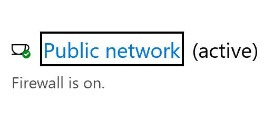 Public network (active)
Firewall is on.